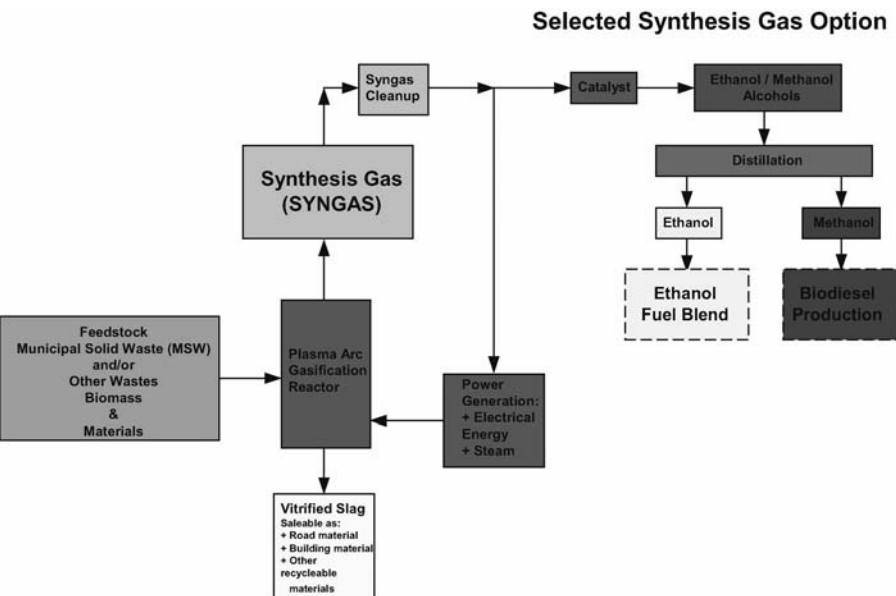 Selected Synthesis Gas Option
Syngas
Cleanup
Catalyst
Ethanol / Methanol
Alcohols
Distillation
Synthesis Gas
(SYNGAS)
Ethanol
Methanol
Ethanol
Fuel Blend
Biodiesel
Production
Feedstock
Municipal Solid Waste (MSW)
and/or
Other Wastes
Biomass
&
Materials
Plasma Arc
Gasification
Reactor
Power
Generation:
+ Electrical
Energy
+ Steam
Vitrified Slag
Saleable as:
+ Road material
+ Building material
+ Other
recycleable
materials